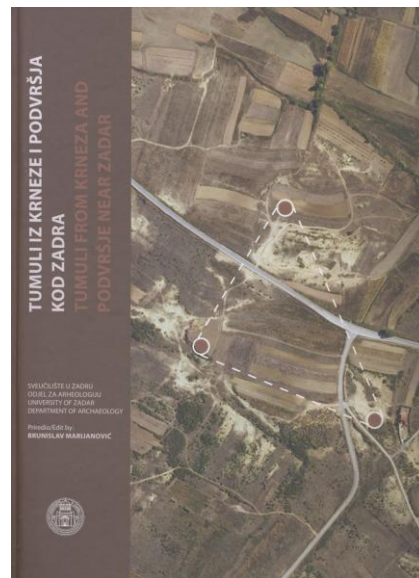 TUMULI IZ KRNEZE I PODVRŠJA
KOD ZADRA
TUMULI FROM KRNEZA AND
PODVRŠJE NEAR ZADAR
SVEUČILIŠTE U ZADRU
ODJEL ZA ARHEOLOGIJU
UNIVERSITY OF ZADAR
DEPARTMENT OF ARCHAEOLOGY
Priredio/Edit by:
BRUNISLAV MARIJANOVIĆ